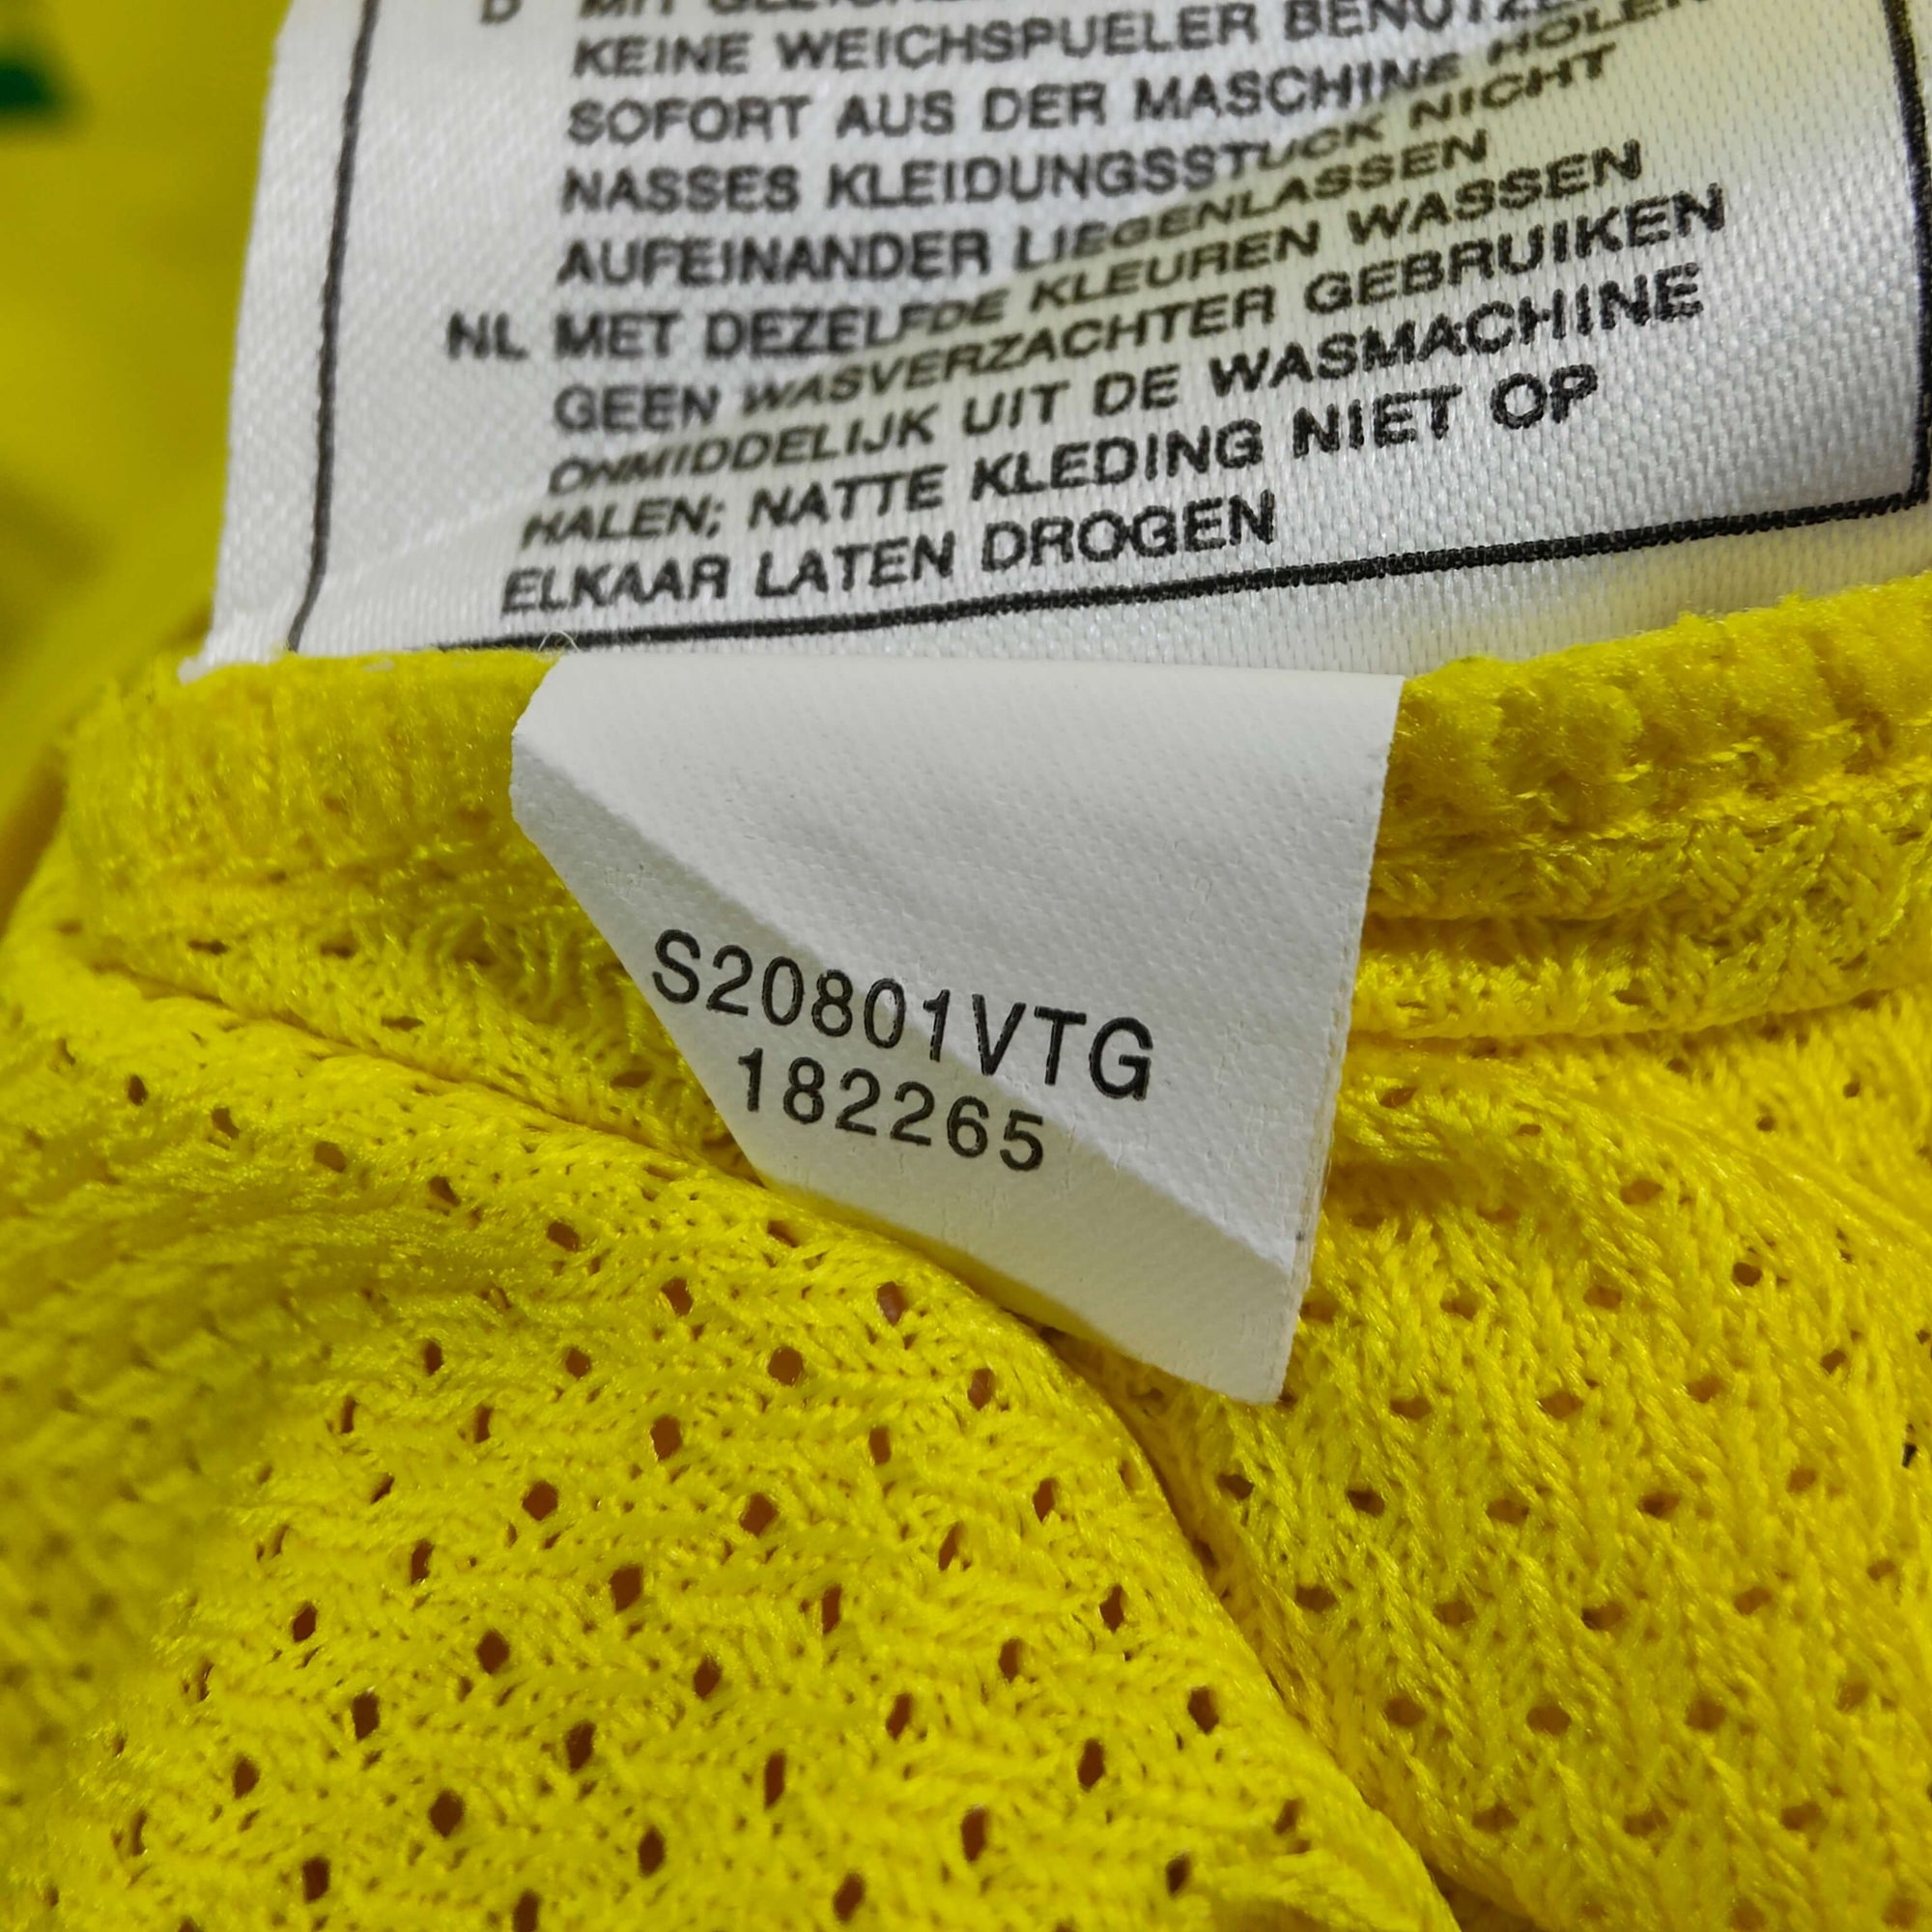 D MIT
KEINE WEICHSPUELER
SOFORT AUS DER MASCHINE HOLEN
NASSES KLEIDUNGSSTUCK NICHT
AUFEINANDER LIEGENLASSEN
NL MET DEZELFDE KLEUREN WASSEN
GEEN WASVERZACHTER GEBRUIKEN
ONMIDDELIJK UIT DE WASMACHINE
HALEN; NATTE KLEDING NIET OP
ELKAAR LATEN DROGEN
S20801VTG
182265